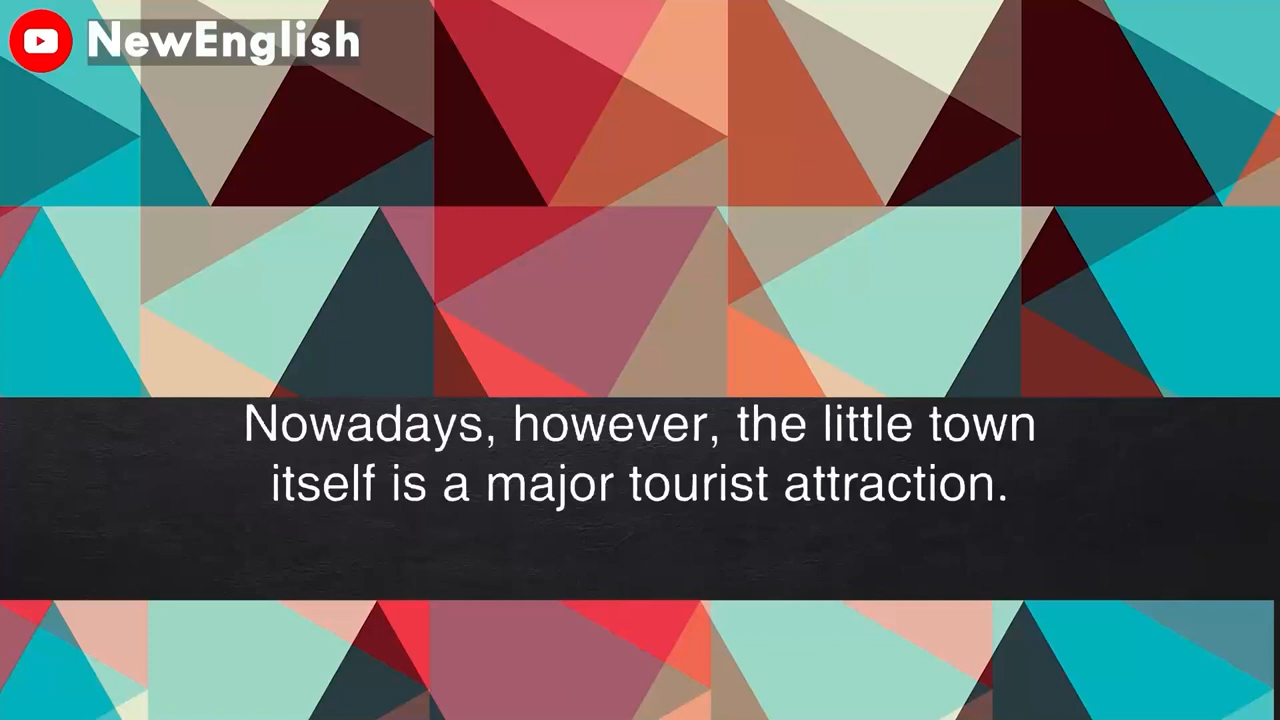 NewEnglish
Nowadays, however, the little town
itself is a major tourist attraction.